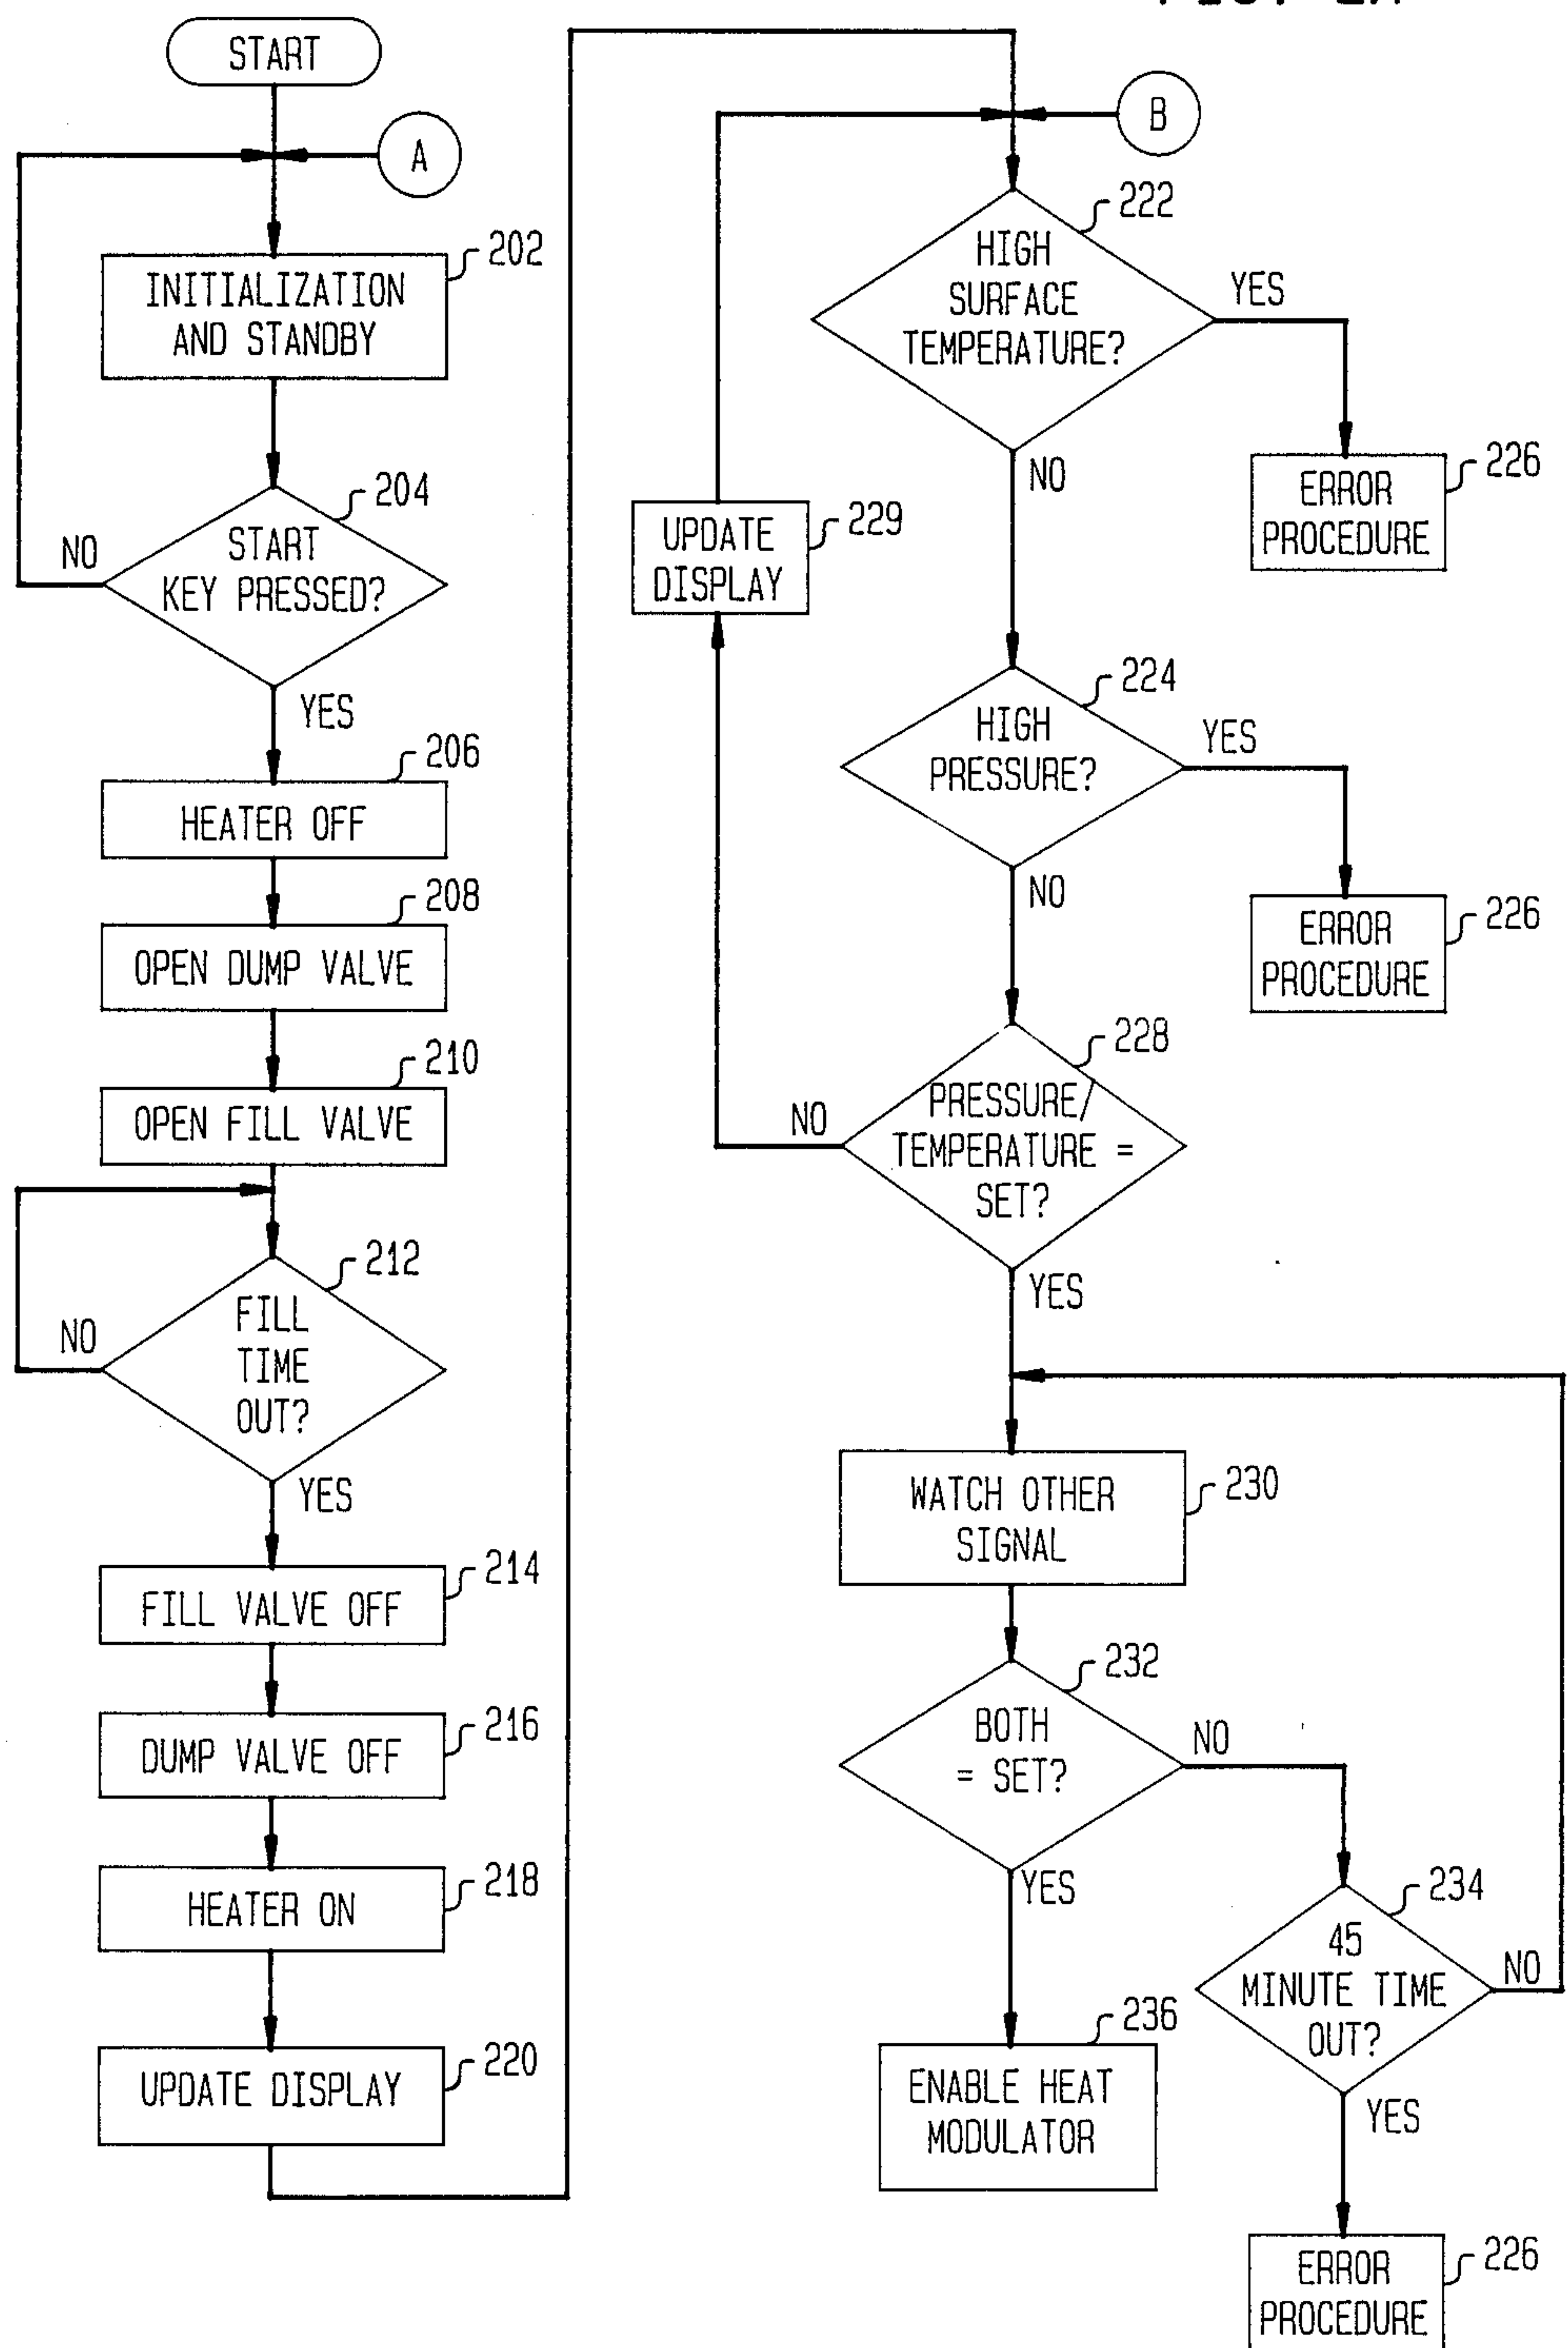 START
A
202
INITIALIZATION
AND STANDBY
204
START
KEY PRESSED?
NO
YES
206
HEATER OFF
208
OPEN DUMP VALVE
210
OPEN FILL VALVE
212
FILL
TIME
OUT?
NO
YES
214
FILL VALVE OFF
216
DUMP VALVE OFF
218
HEATER ON
220
UPDATE DISPLAY
B
222
HIGH
SURFACE
TEMPERATURE?
YES
NO
226
ERROR
PROCEDURE
229
UPDATE
DISPLAY
224
HIGH
PRESSURE?
YES
NO
226
ERROR
PROCEDURE
228
PRESSURE/
TEMPERATURE =
SET?
NO
YES
230
WATCH OTHER
SIGNAL
232
BOTH
= SET?
NO
YES
234
45
MINUTE TIME
OUT?
NO
YES
236
ENABLE HEAT
MODULATOR
226
ERROR
PROCEDURE